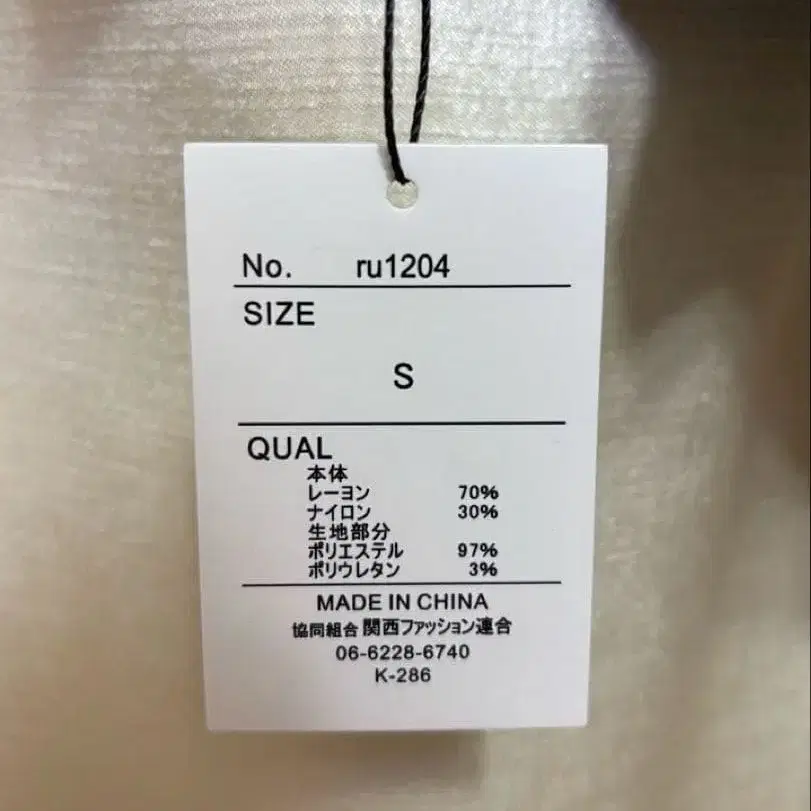 No. ru1204
SIZE
S
QUAL
本体
レーヨン 70%
ナイロン 30%
生地部分
ポリエステル 97%
ポリウレタン 3%
MADE IN CHINA
協同組合 関西ファッション連合
06-6228-6740
K-286